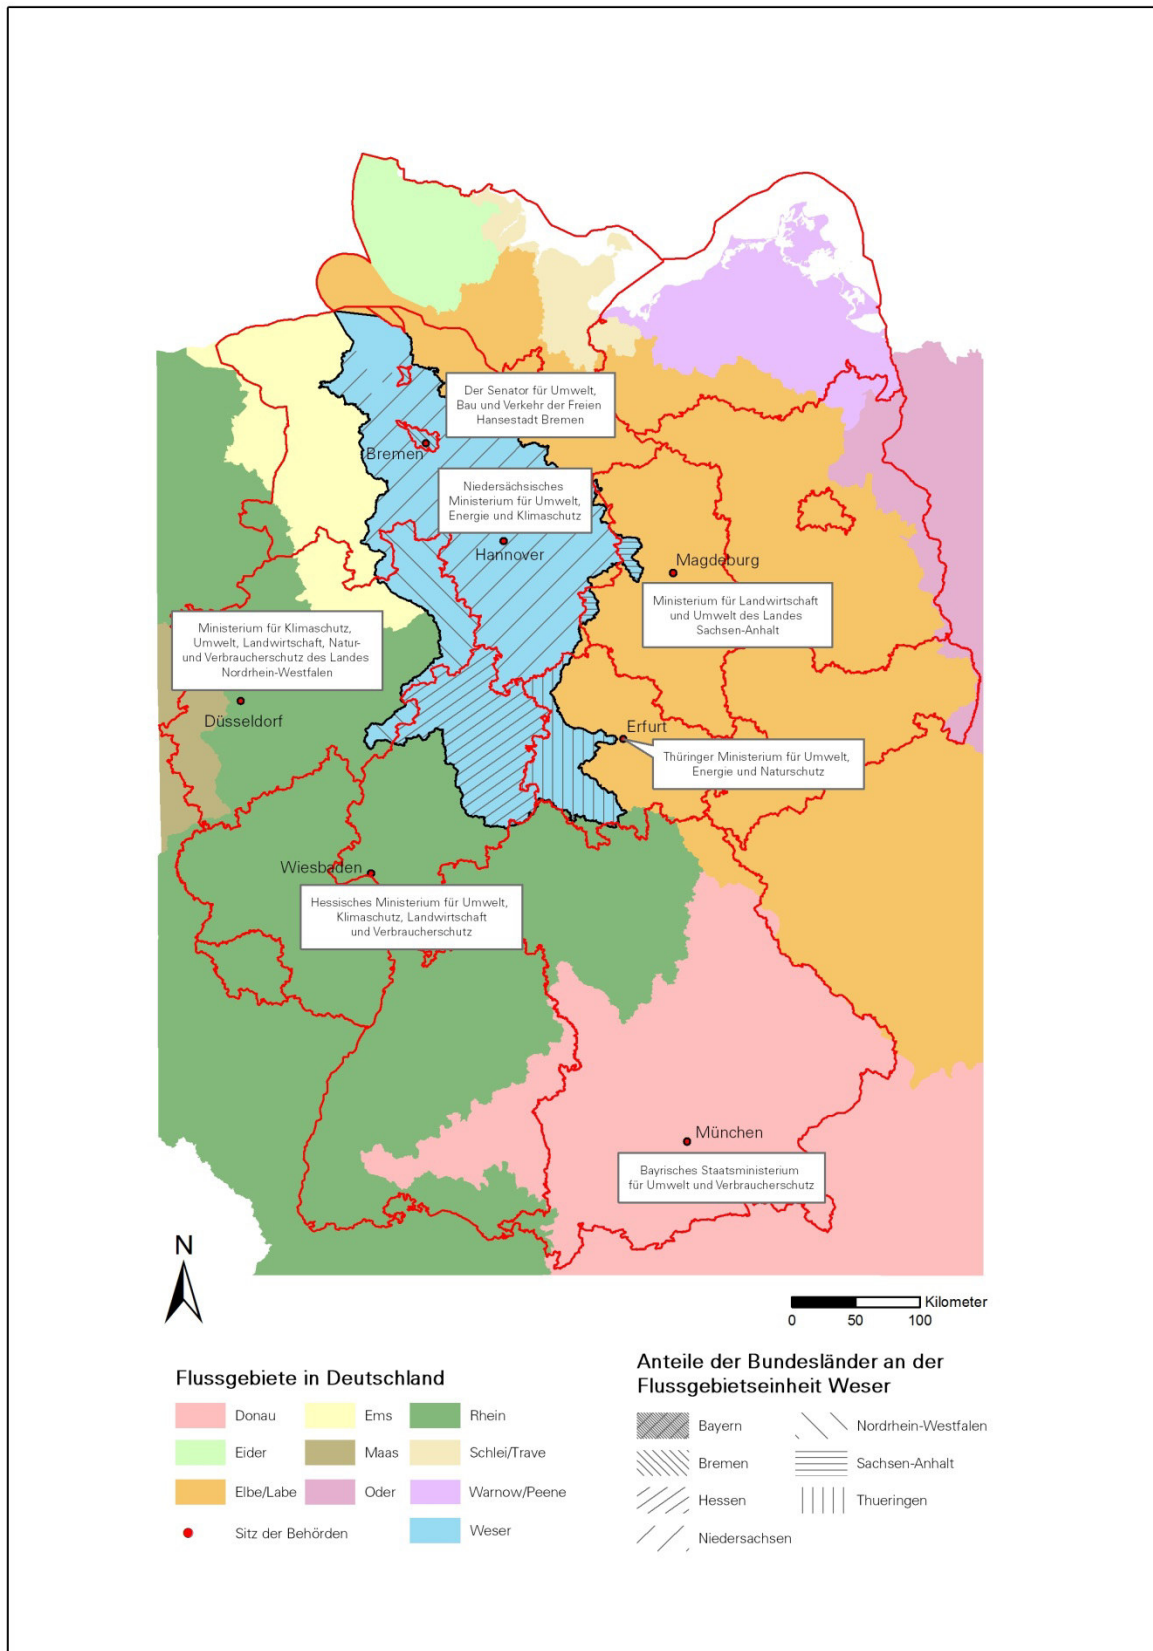 Der Senator für Umwelt,
Bau und Verkehr der Freien
Hansestadt Bremen
Bremen
Niedersächsisches
Ministerium für Umwelt,
Energie und Klimaschutz
Hannover
Magdeburg
Ministerium für Landwirtschaft
und Umwelt des Landes
Sachsen-Anhalt
Ministerium für Klimaschutz,
Umwelt, Landwirtschaft, Natur-
und Verbraucherschutz des Landes
Nordrhein-Westfalen
Düsseldorf
Erfurt
Thüringer Ministerium für Umwelt,
Energie und Naturschutz
Wiesbaden
Hessisches Ministerium für Umwelt,
Klimaschutz, Landwirtschaft
und Verbraucherschutz
München
Bayrisches Staatsministerium
für Umwelt und Verbraucherschutz
N
Kilometer
0 50 100
Flussgebiete in Deutschland
Donau
Ems
Rhein
Eider
Maas
Schlei/Trave
Elbe/Labe
Oder
Warnow/Peene
Sitz der Behörden
Weser
Anteile der Bundesländer an der
Flussgebietseinheit Weser
Bayern
Nordrhein-Westfalen
Bremen
Sachsen-Anhalt
Hessen
Thueringen
Niedersachsen